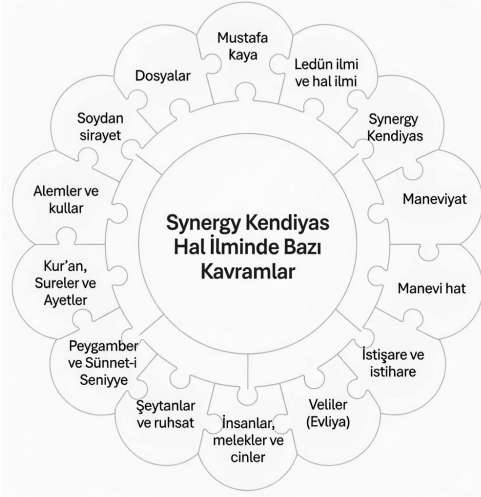 Synergy Kendiyas
Hal İlminde Bazı
Kavramlar
Mustafa
kaya
Ledün ilmi
ve hal ilmi
Synergy
Kendiyas
Maneviyat
Manevi hat
İstişare ve
istihare
Veliler
(Evliya)
İnsanlar,
melekler ve
cinler
Şeytanlar
ve ruhsat
Peygamber
ve Sünnet-i
Seniyye
Kur'an,
Sureler ve
Ayetler
Alemler ve
kullar
Soydan
sirayet
Dosyalar